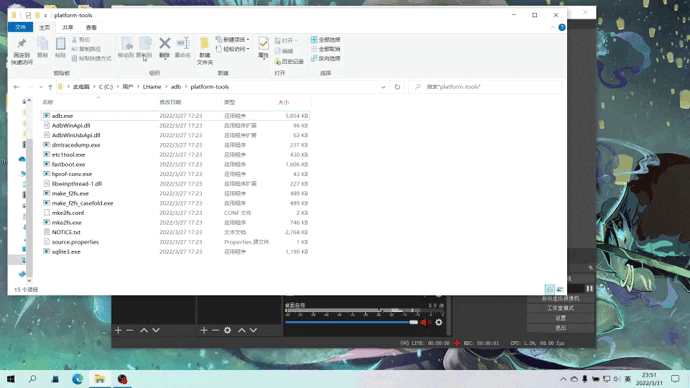 platform-tools
文件 主页 共享 查看
固定到快速访问 复制 粘贴 剪切 复制路径 粘贴快捷方式 移动到 复制到 删除 重命名 新建文件夹 新建项目 轻松访问 属性 打开 编辑 历史记录 全部选择 全部取消 反向选择
剪贴板 组织 新建 打开 选择
此电脑 > C (C:) > 用户 > LHame > adb > platform-tools 搜索"platform-tools"
名称 修改日期 类型 大小
adb.exe 2022/3/27 17:23 应用程序 5,854 KB
AdbWinApi.dll 2022/3/27 17:23 应用程序扩展 96 KB
AdbWinUsbApi.dll 2022/3/27 17:23 应用程序扩展 62 KB
dmtracedump.exe 2022/3/27 17:23 应用程序 237 KB
etc1tool.exe 2022/3/27 17:23 应用程序 430 KB
fastboot.exe 2022/3/27 17:23 应用程序 1,606 KB
hprof-conv.exe 2022/3/27 17:23 应用程序 43 KB
libwinpthread-1.dll 2022/3/27 17:23 应用程序扩展 227 KB
make_f2fs.exe 2022/3/27 17:23 应用程序 489 KB
make_f2fs_casefold.exe 2022/3/27 17:23 应用程序 489 KB
mke2fs.conf 2022/3/27 17:23 CONF 文件 2 KB
mke2fs.exe 2022/3/27 17:23 应用程序 746 KB
NOTICE.txt 2022/3/27 17:23 文本文档 2,768 KB
source.properties 2022/3/27 17:23 Properties 源文件 1 KB
sqlite3.exe 2022/3/27 17:23 应用程序 1,190 KB
15 个项目
桌面音频 0.0 dB
启动虚拟摄像机
工作室模式
设置
退出
LIVE: 00:00:00 REC: 00:00:01 CPU: 1.3%, 60.00 fps
英 23:51
2022/3/31